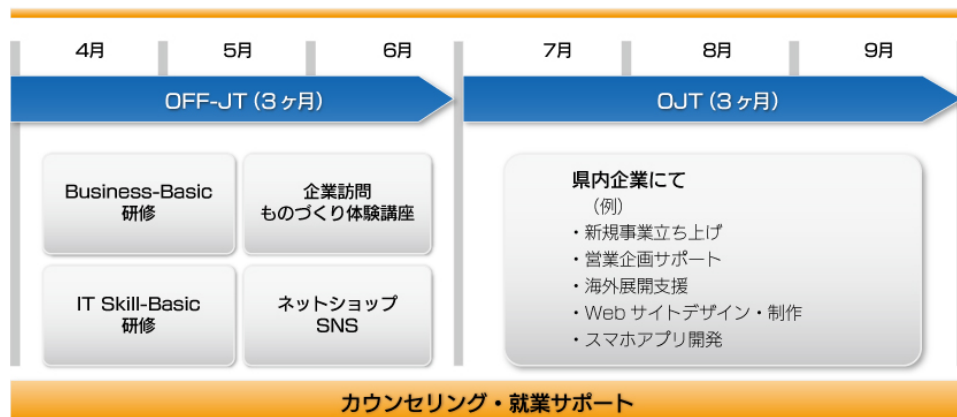 4月
5月
6月
7月
8月
9月
OFF-JT(3ヶ月)
OJT(3ヶ月)
Business-Basic
研修
企業訪問
ものづくり体験講座
IT Skill-Basic
研修
ネットショップ
SNS
県内企業にて
(例)
・新規事業立ち上げ
・営業企画サポート
・海外展開支援
・Web サイトデザイン・制作
・スマホアプリ開発
カウンセリング・就業サポート